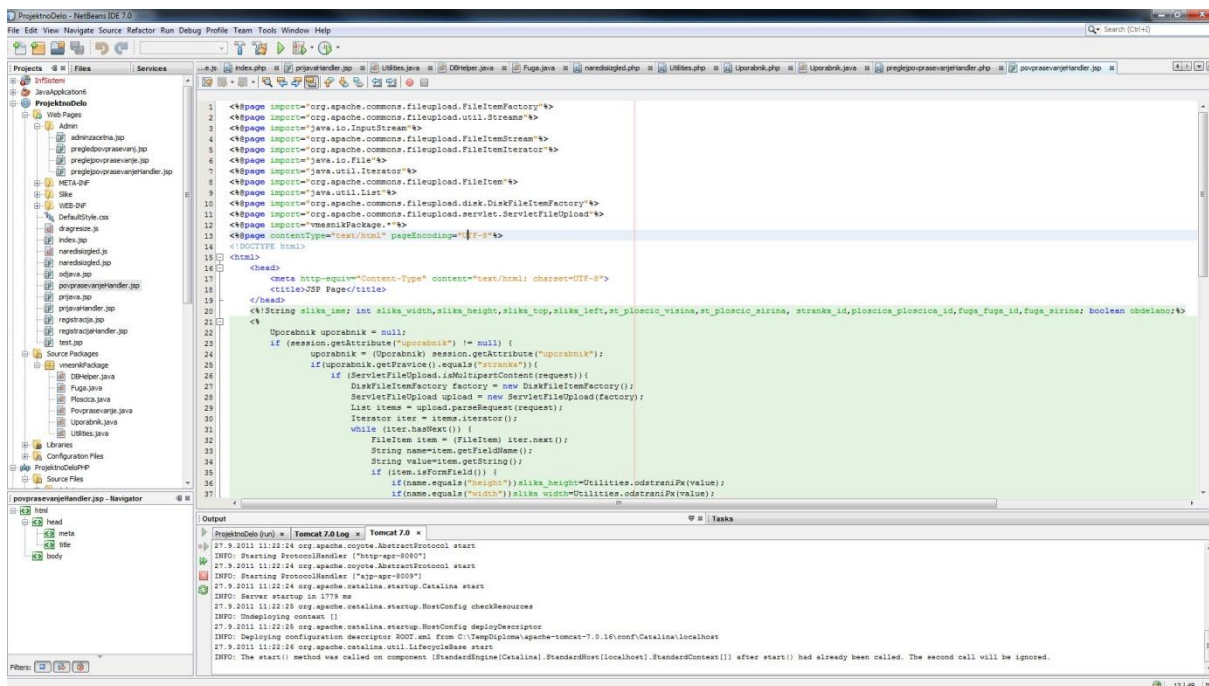 ProjektnoDelo - NetBeans IDE 7.0
File Edit View Navigate Source Refactor Run Debug Profile Team Tools Window Help
Search (Ctrl+I)
Projects Files Services
...e.js index.php prijavaHandler.jsp Utilities.java DBHelper.java Fuga.java naredisizgled.php Utilities.php Uporabnik.php Uporabnik.java preglejpovprasevanjeHandler.php povprasevanjeHandler.jsp
InfSistemi
JavaApplication6
ProjektnoDelo
Web Pages
Admin
adminzacetna.jsp
pregledpovprasevanj.jsp
preglejpovprasevanje.jsp
preglejpovprasevanjeHandler.jsp
META-INF
Slike
WEB-INF
DefaultStyle.css
dragresize.js
index.jsp
naredisizgled.js
naredisizgled.jsp
odjava.jsp
povprasevanjeHandler.jsp
prijava.jsp
prijavaHandler.jsp
registracija.jsp
registracijaHandler.jsp
test.jsp
Source Packages
vmesnikPackage
DBHelper.java
Fuga.java
Ploscica.java
Povprasevanje.java
Uporabnik.java
Utilities.java
Libraries
Configuration Files
ProjektnoDeloPHP
Source Files
1 <%@page import="org.apache.commons.fileupload.FileItemFactory"%>
2 <%@page import="org.apache.commons.fileupload.util.Streams"%>
3 <%@page import="java.io.InputStream"%>
4 <%@page import="org.apache.commons.fileupload.FileItemStream"%>
5 <%@page import="org.apache.commons.fileupload.FileItemIterator"%>
6 <%@page import="java.io.File"%>
7 <%@page import="java.util.Iterator"%>
8 <%@page import="org.apache.commons.fileupload.FileItem"%>
9 <%@page import="java.util.List"%>
10 <%@page import="org.apache.commons.fileupload.disk.DiskFileItemFactory"%>
11 <%@page import="org.apache.commons.fileupload.servlet.ServletFileUpload"%>
12 <%@page import="vmesnikPackage.*"%>
13 <%@page contentType="text/html" pageEncoding="UTF-8"%>
14 <!DOCTYPE html>
15 <html>
16 <head>
17 <meta http-equiv="Content-Type" content="text/html; charset=UTF-8">
18 <title>JSP Page</title>
19 </head>
20 <%!String slika_ime; int slika_width,slika_height,slika_top,slika_left,st_ploscic_visina,st_ploscic_sirina, stranka_id,ploscica_ploscica_id,fuga_fuga_id,fuga_sirina; boolean obdelano;%>
21 <%
22 Uporabnik uporabnik = null;
23 if (session.getAttribute("uporabnik") != null) {
24 uporabnik = (Uporabnik) session.getAttribute("uporabnik");
25 if(uporabnik.getPravice().equals("stranka")){
26 if (ServletFileUpload.isMultipartContent(request)){
27 DiskFileItemFactory factory = new DiskFileItemFactory();
28 ServletFileUpload upload = new ServletFileUpload(factory);
29 List items = upload.parseRequest(request);
30 Iterator iter = items.iterator();
31 while (iter.hasNext()) {
32 FileItem item = (FileItem) iter.next();
33 String name=item.getFieldName();
34 String value=item.getString();
35 if (item.isFormField()) {
36 if(name.equals("height"))slika_height=Utilities.odstraniPx(value);
37 if(name.equals("width"))slika_width=Utilities.odstraniPx(value);
povprasevanjeHandler.jsp - Navigator
html
head
meta
title
body
Filters:
Output Tasks
ProjektnoDelo (run) Tomcat 7.0 Log Tomcat 7.0
27.9.2011 11:22:24 org.apache.coyote.AbstractProtocol start
INFO: Starting ProtocolHandler ["http-apr-8080"]
27.9.2011 11:22:24 org.apache.coyote.AbstractProtocol start
INFO: Starting ProtocolHandler ["ajp-apr-8009"]
27.9.2011 11:22:24 org.apache.catalina.startup.Catalina start
INFO: Server startup in 1779 ms
27.9.2011 11:22:25 org.apache.catalina.startup.HostConfig checkResources
INFO: Undeploying context []
27.9.2011 11:22:25 org.apache.catalina.startup.HostConfig deployDescriptor
INFO: Deploying configuration descriptor ROOT.xml from C:\TempDiploma\apache-tomcat-7.0.16\conf\Catalina\localhost
27.9.2011 11:22:26 org.apache.catalina.util.LifecycleBase start
INFO: The start() method was called on component [StandardEngine[Catalina].StandardHost[localhost].StandardContext[]] after start() had already been called. The second call will be ignored.